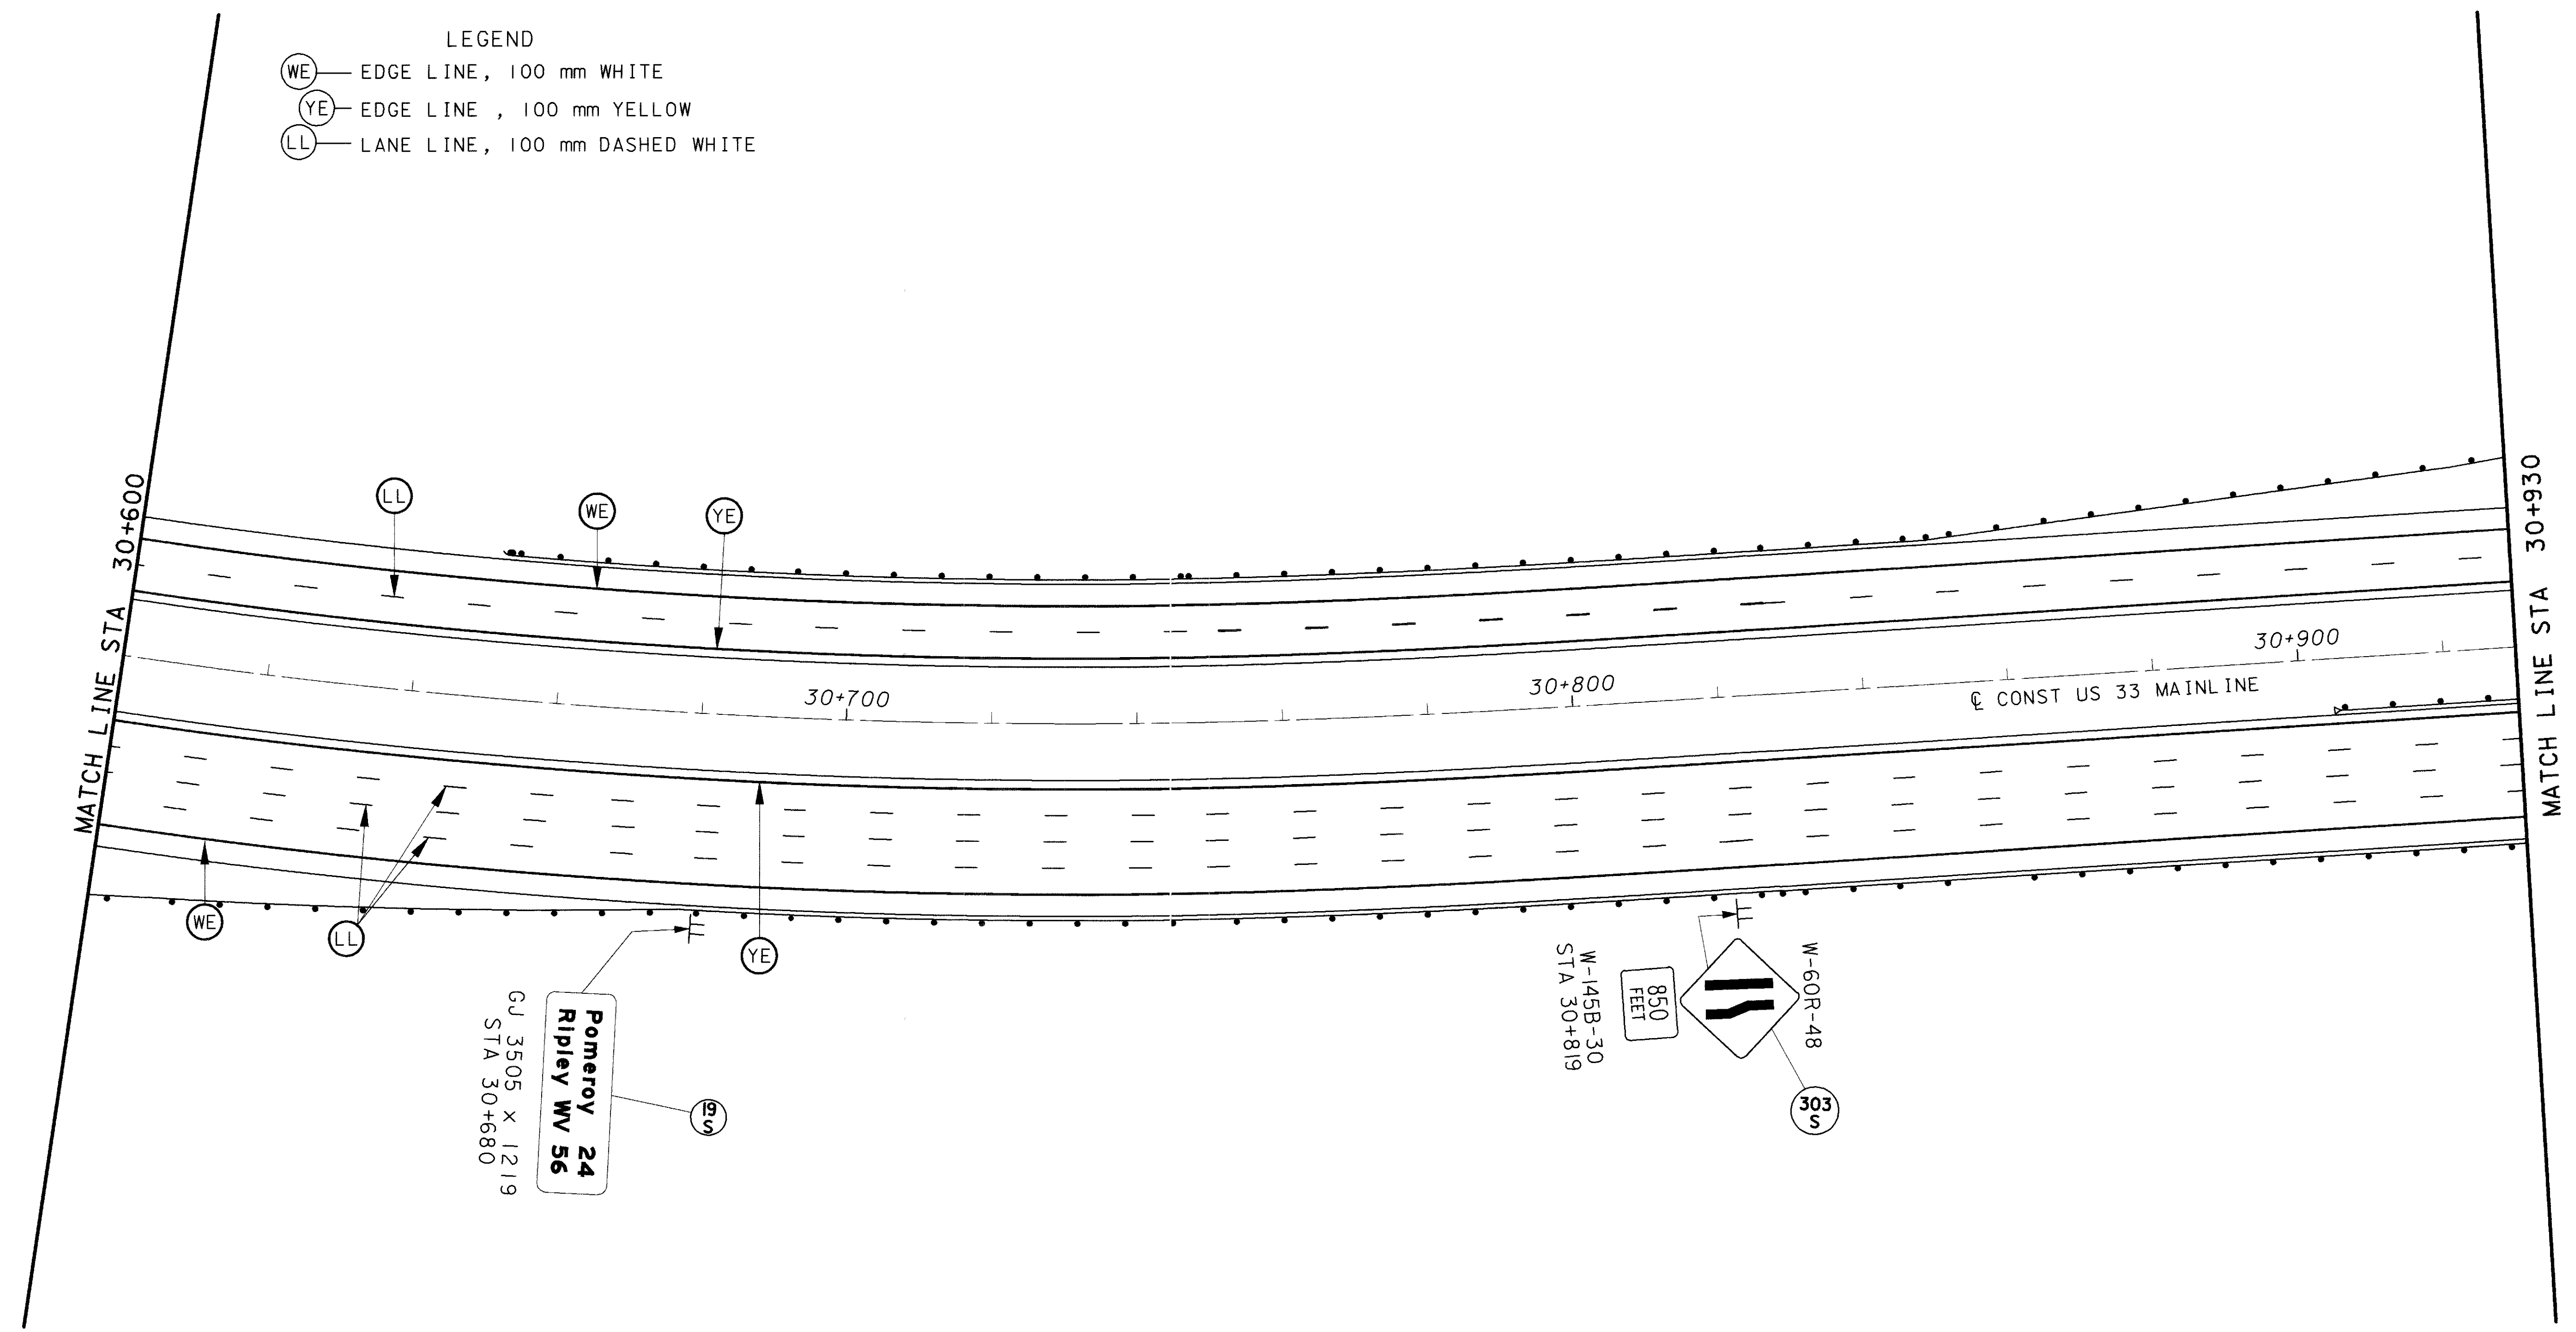 LEGEND
WE EDGE LINE, 100 mm WHITE
YE EDGE LINE , 100 mm YELLOW
LL LANE LINE, 100 mm DASHED WHITE
MATCH LINE STA 30+600
LL
WE
YE
MATCH LINE STA 30+930
30+700
30+800
30+900
℄ CONST US 33 MAINLINE
WE
LL
YE
Pomeroy 24
Ripley WV 56
GJ 3505 x 1219
STA 30+680
19
S
W-60R-48
850
FEET
W-145B-30
STA 30+819
303
S